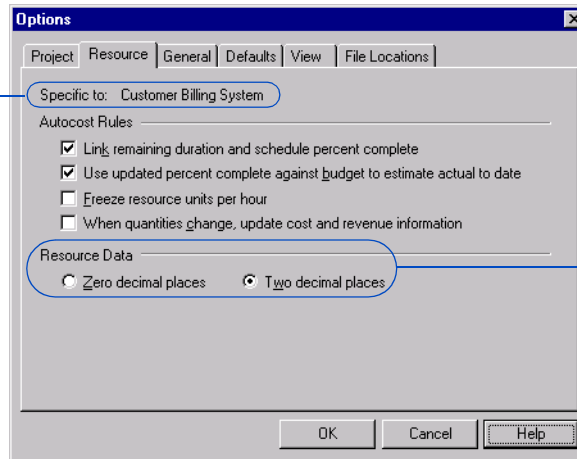 Options
Project Resource General Defaults View File Locations
Specific to: Customer Billing System
Autocost Rules
Link remaining duration and schedule percent complete
Use updated percent complete against budget to estimate actual to date
Freeze resource units per hour
When quantities change, update cost and revenue information
Resource Data
Zero decimal places Two decimal places
OK Cancel Help